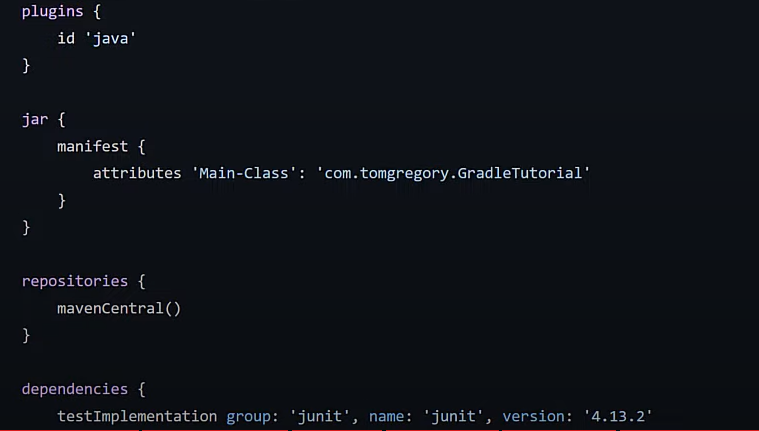 plugins {
    id 'java'
}
jar {
    manifest {
        attributes 'Main-Class': 'com.tomgregory.GradleTutorial'
    }
}
repositories {
    mavenCentral()
}
dependencies {
    testImplementation group: 'junit', name: 'junit', version: '4.13.2'